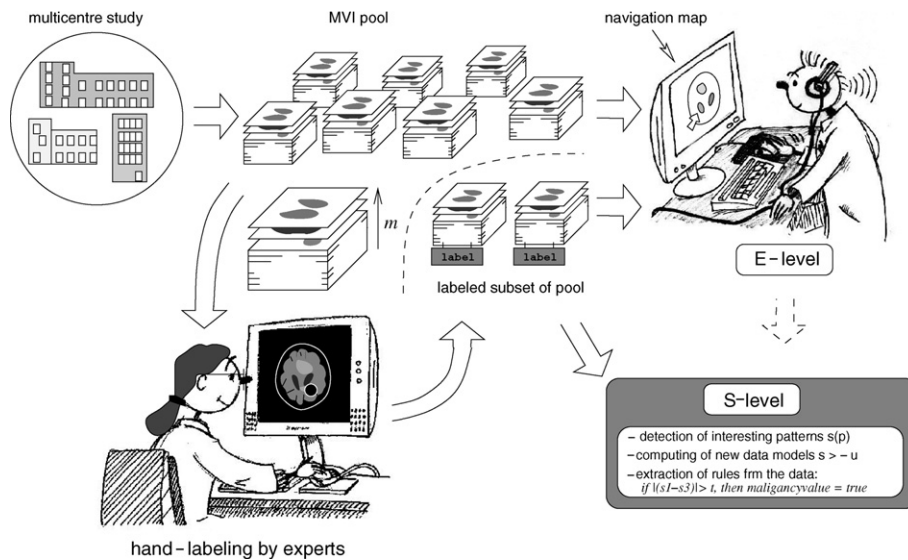 multicentre study
MVI pool
navigation map
m
label label
labeled subset of pool
E-level
S-level
– detection of interesting patterns s(p)
–computing of new data models s > – u
–extraction of rules frm the data:
if |(s1–s3)|> t, then maligancyvalue = true
hand-labeling by experts